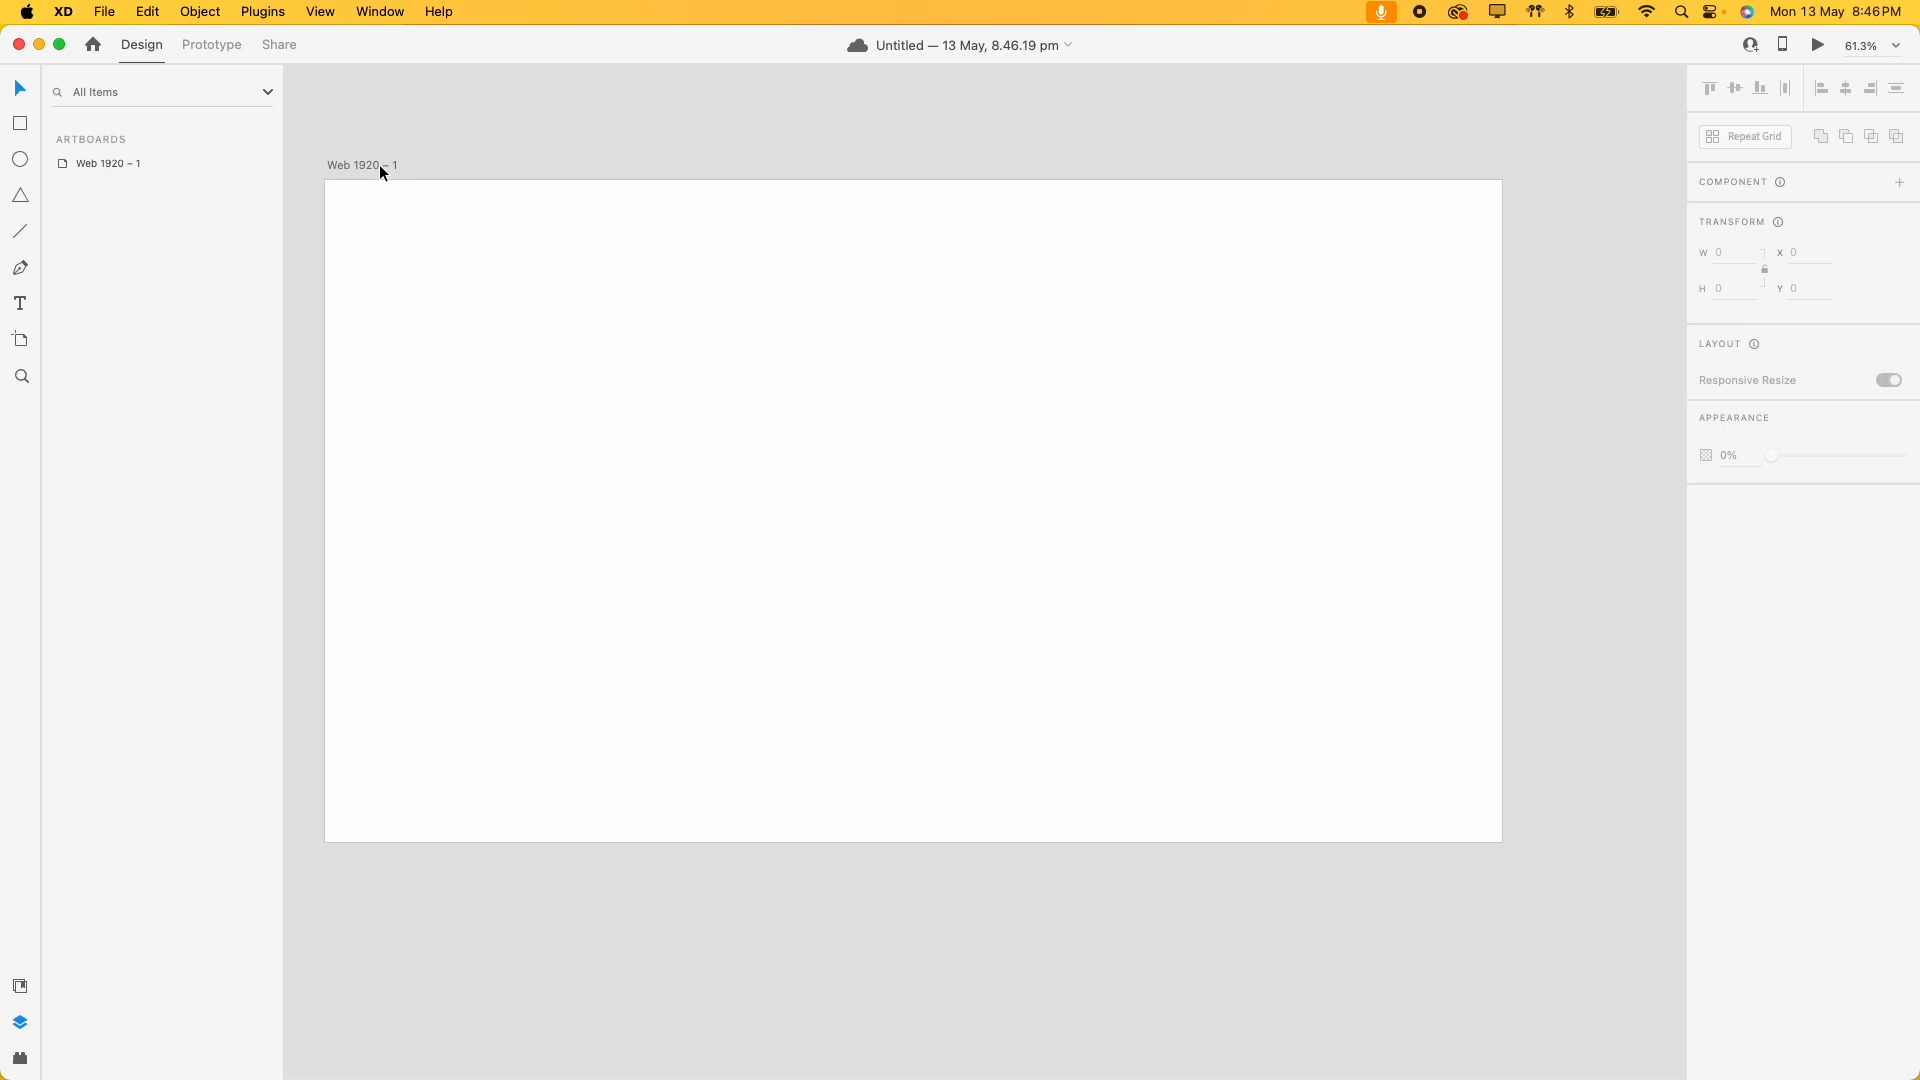 XD File Edit Object Plugins View Window Help Mon 13 May 8:46 PM
Design Prototype Share Untitled — 13 May, 8.46.19 pm 61.3%
All Items
ARTBOARDS
Web 1920 – 1
Web 1920 – 1
Repeat Grid
COMPONENT
TRANSFORM
W 0 X 0
H 0 Y 0
LAYOUT
Responsive Resize
APPEARANCE
0%